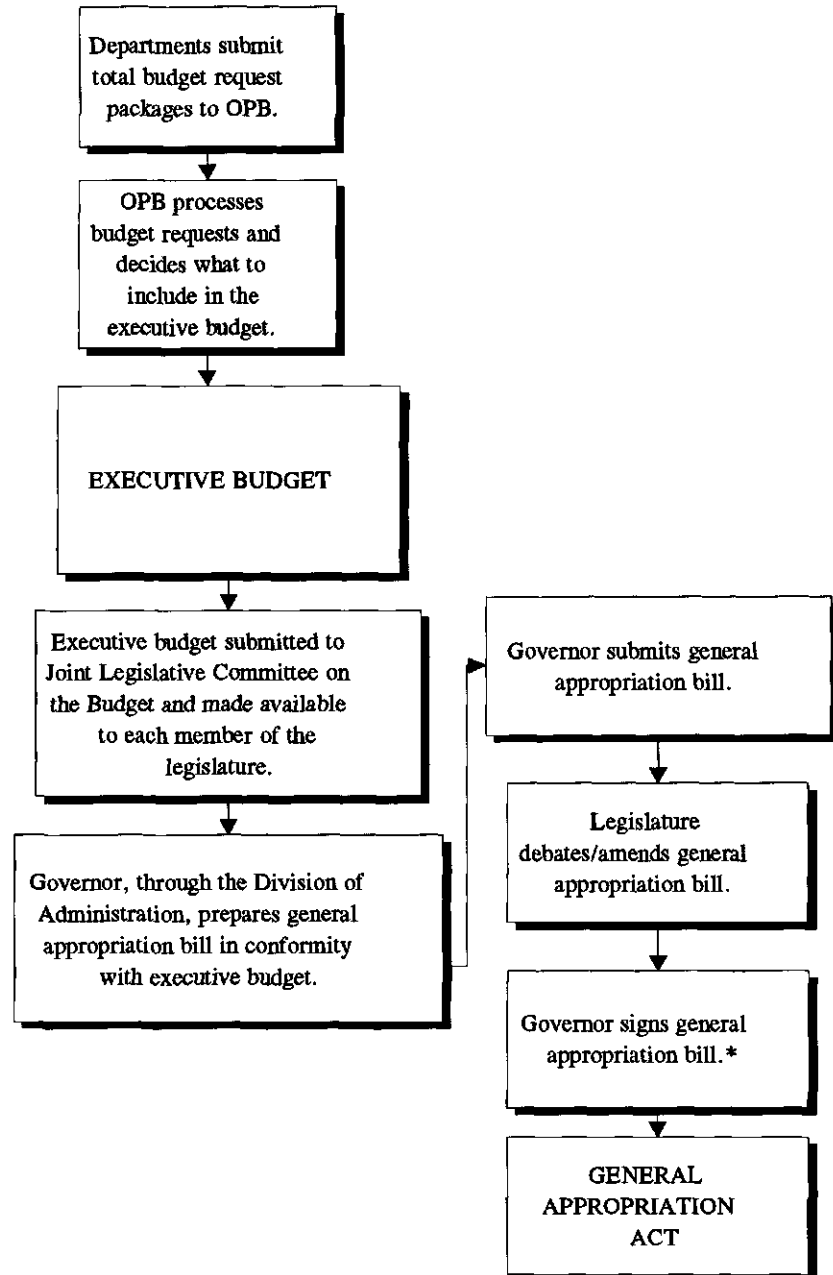 Departments submit
total budget request
packages to OPB.
OPB processes
budget requests and
decides what to
include in the
executive budget.
EXECUTIVE BUDGET
Executive budget submitted to
Joint Legislative Committee on
the Budget and made available
to each member of the
legislature.
Governor, through the Division of
Administration, prepares general
appropriation bill in conformity
with executive budget.
Governor submits general
appropriation bill.
Legislature
debates/amends general
appropriation bill.
Governor signs general
appropriation bill.*
GENERAL
APPROPRIATION
ACT